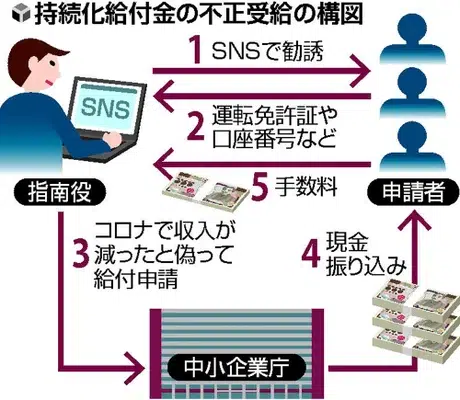 持続化給付金の不正受給の構図
1 SNSで勧誘
SNS
2 運転免許証や
口座番号など
5 手数料
指南役
申請者
3 コロナで収入が
減ったと偽って
給付申請
4 現金
振り込み
中小企業庁